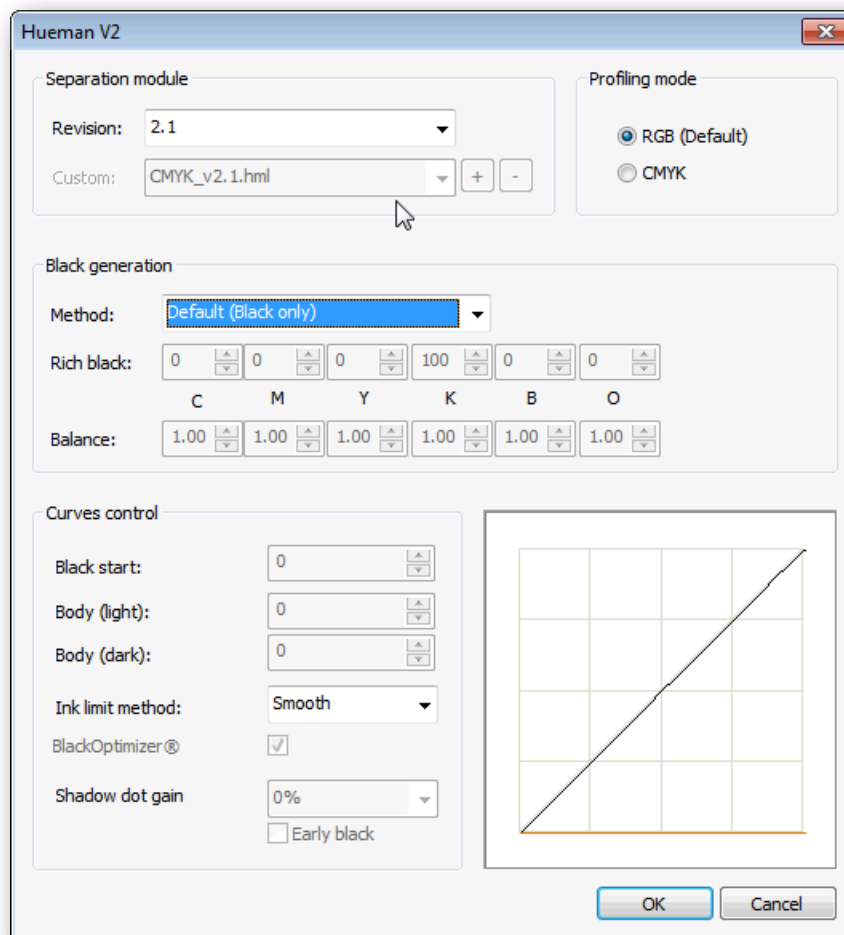 Hueman V2
Separation module
Revision: 2.1
Custom: CMYK_v2.1.hml + -
Profiling mode
RGB (Default)
CMYK
Black generation
Method: Default (Black only)
Rich black: 0 0 0 100 0 0
C M Y K B O
Balance: 1.00 1.00 1.00 1.00 1.00 1.00
Curves control
Black start: 0
Body (light): 0
Body (dark): 0
Ink limit method: Smooth
BlackOptimizer®
Shadow dot gain 0%
Early black
OK Cancel